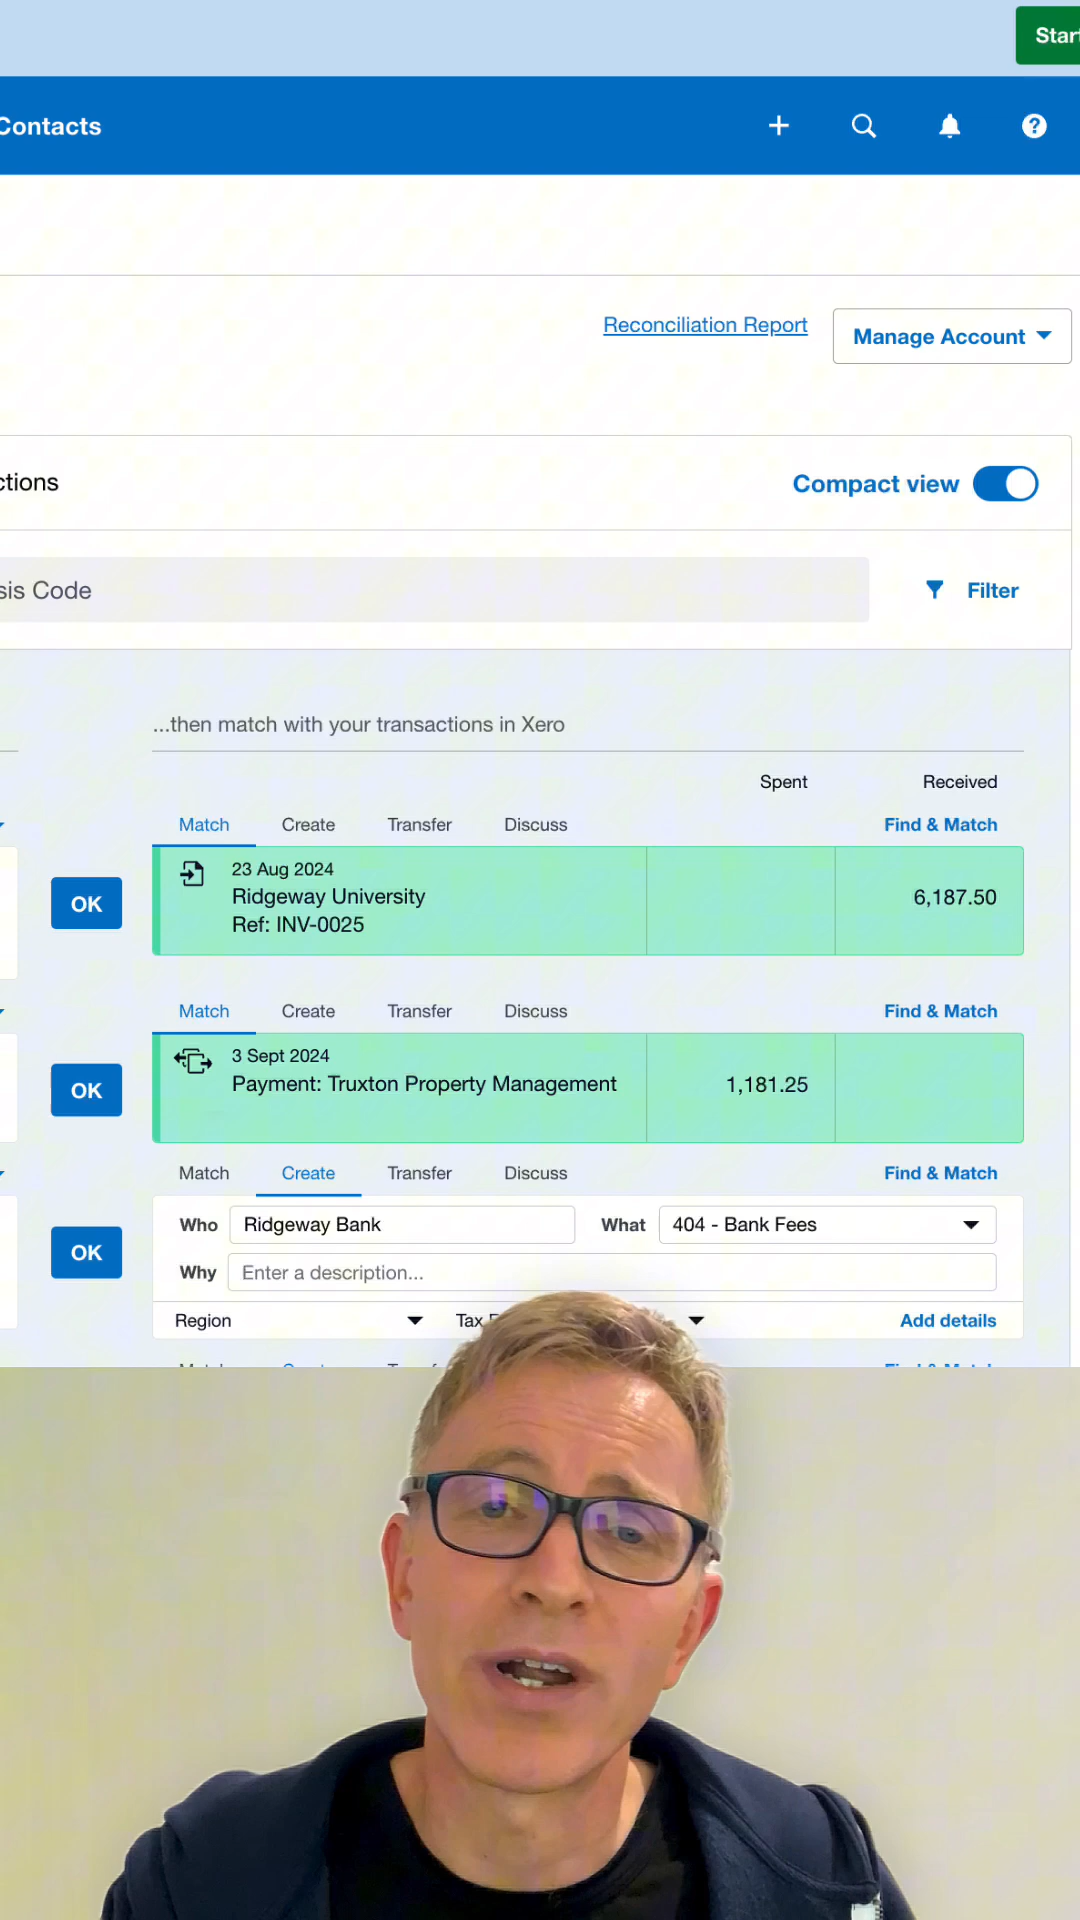 Start
Contacts
?
Reconciliation Report
Manage Account
ctions
Compact view
sis Code
Filter
...then match with your transactions in Xero
Spent Received
Match Create Transfer Discuss Find & Match
OK
23 Aug 2024
Ridgeway University
Ref: INV-0025
6,187.50
Match Create Transfer Discuss Find & Match
OK
3 Sept 2024
Payment: Truxton Property Management
1,181.25
Match Create Transfer Discuss Find & Match
OK
Who Ridgeway Bank What 404 - Bank Fees
Why Enter a description...
Region Tax Add details